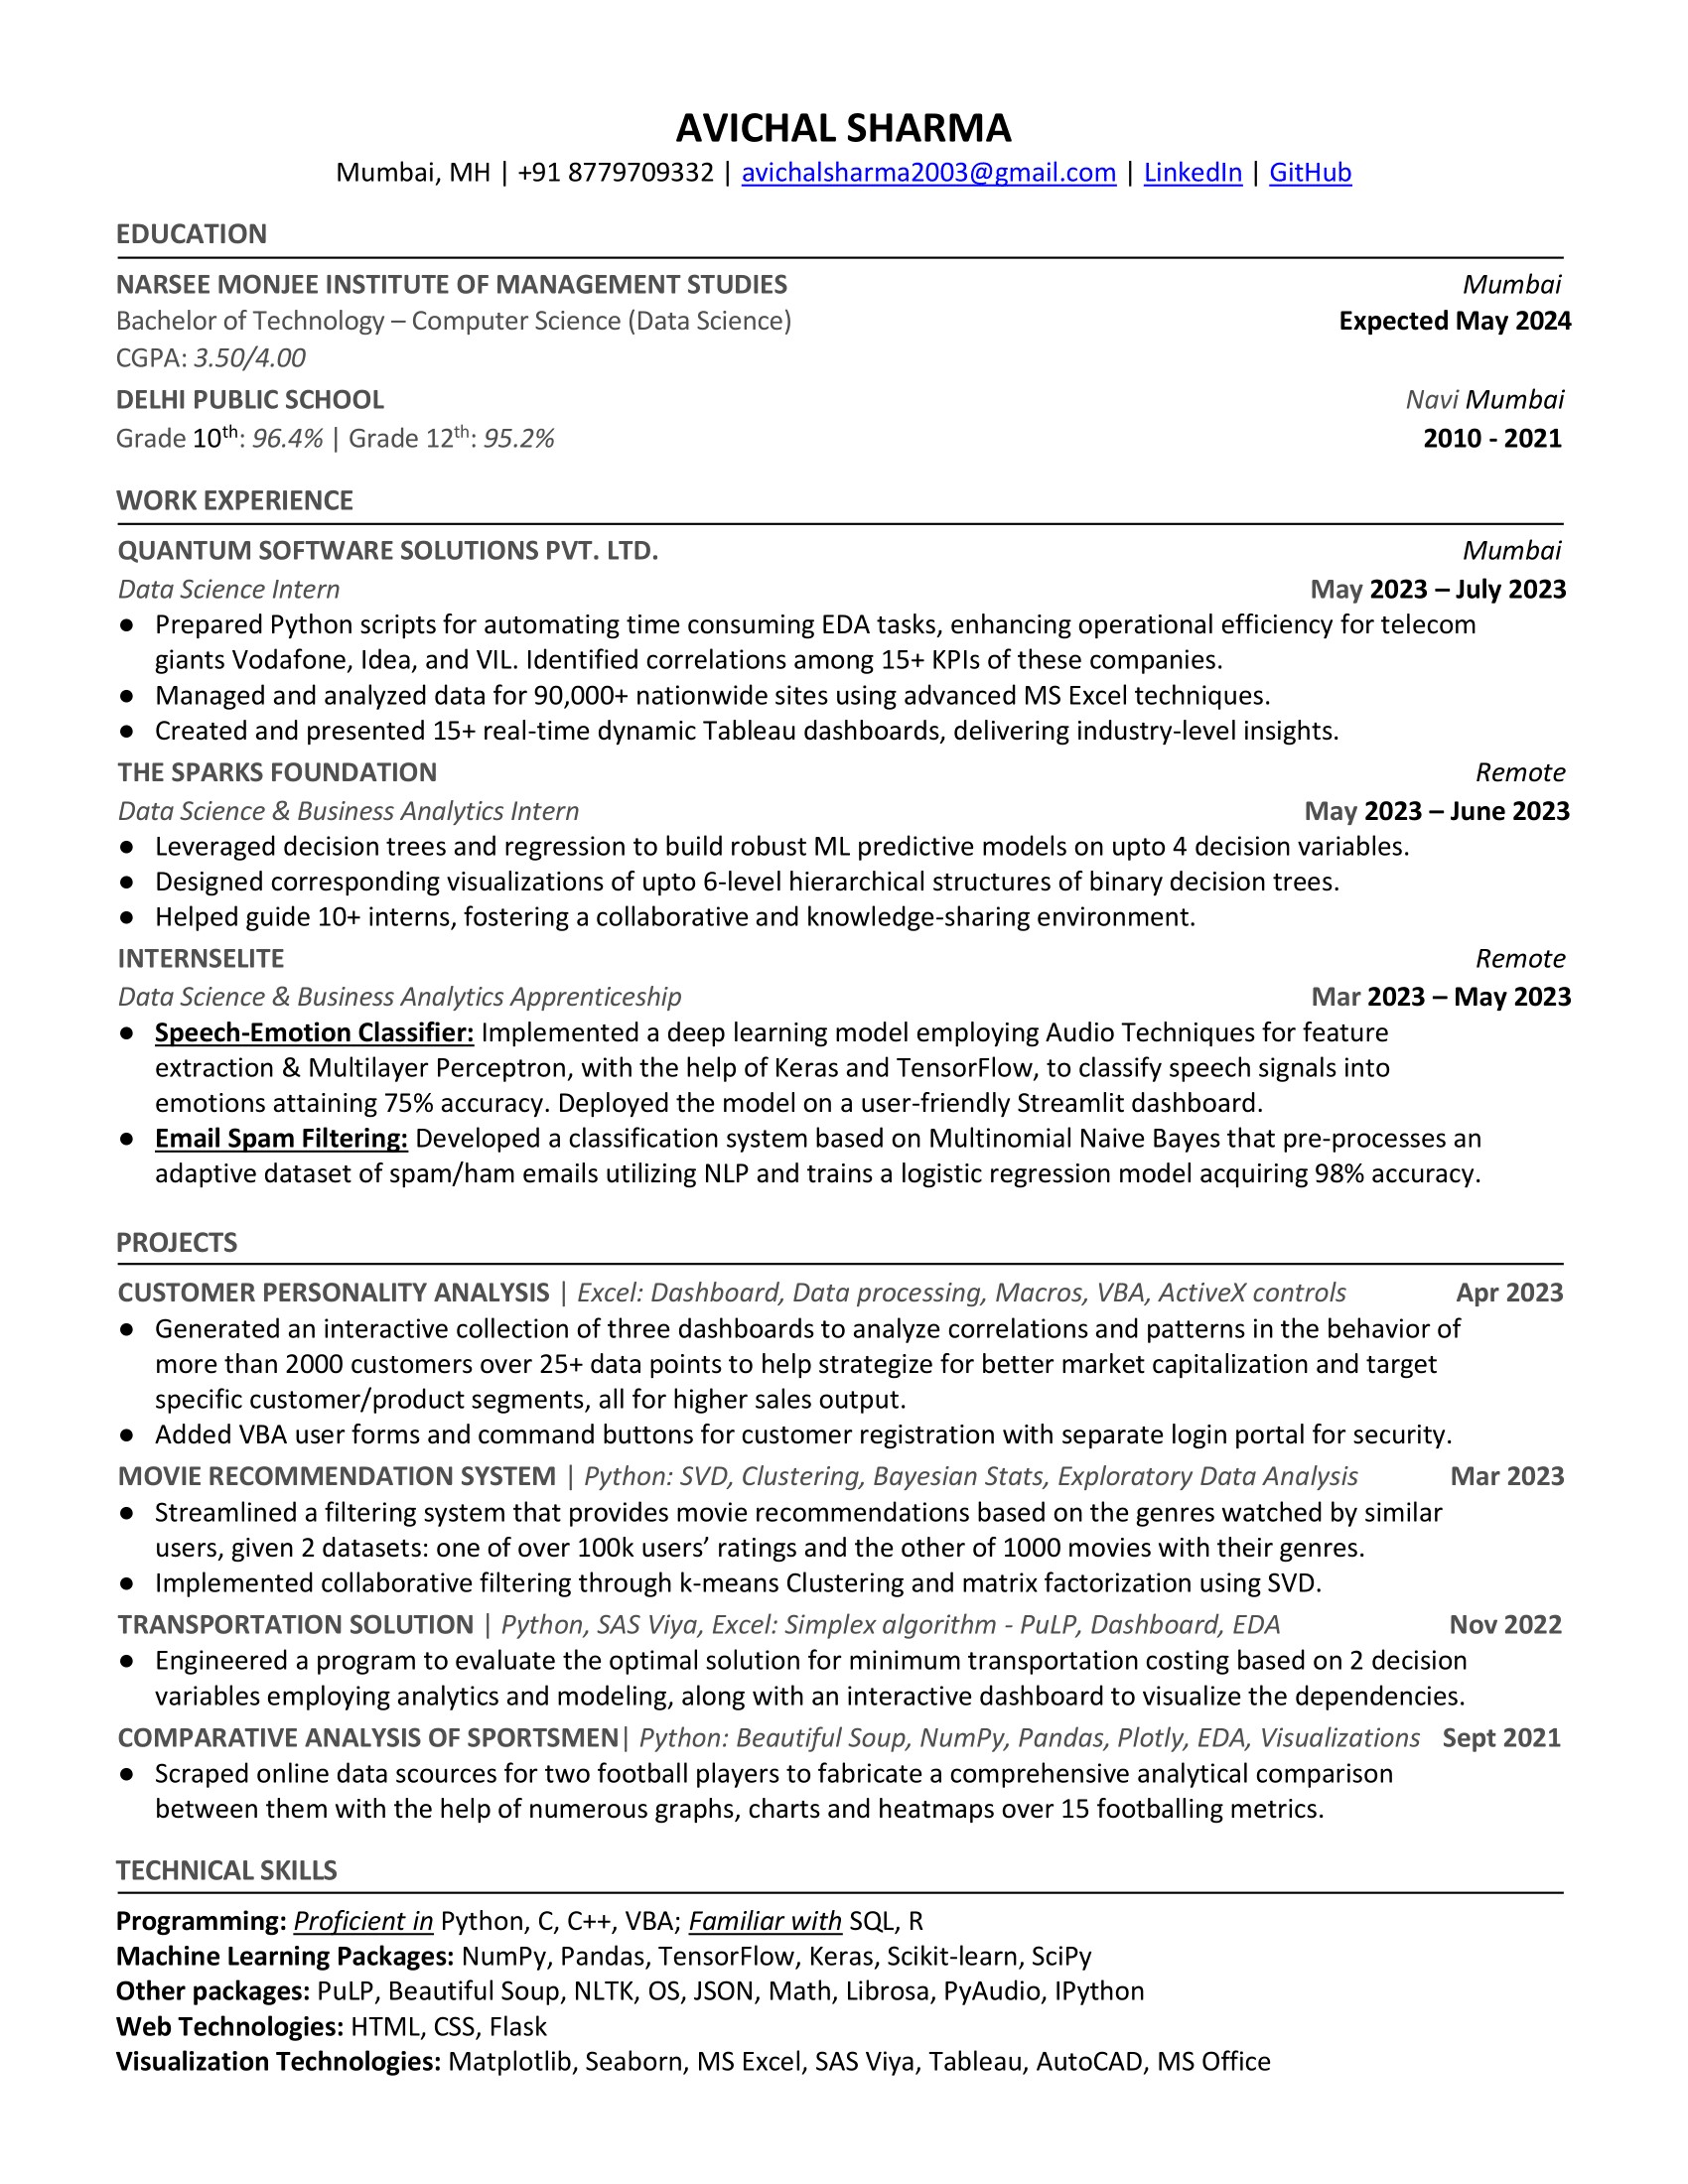 AVICHAL SHARMA
Mumbai, MH | +91 8779709332 | avichalsharma2003@gmail.com | LinkedIn | GitHub
EDUCATION
NARSEE MONJEE INSTITUTE OF MANAGEMENT STUDIES Mumbai
Bachelor of Technology – Computer Science (Data Science) Expected May 2024
CGPA: 3.50/4.00
DELHI PUBLIC SCHOOL Navi Mumbai
Grade 10th: 96.4% | Grade 12th: 95.2% 2010 - 2021
WORK EXPERIENCE
QUANTUM SOFTWARE SOLUTIONS PVT. LTD. Mumbai
Data Science Intern May 2023 – July 2023
● Prepared Python scripts for automating time consuming EDA tasks, enhancing operational efficiency for telecom
giants Vodafone, Idea, and VIL. Identified correlations among 15+ KPIs of these companies.
● Managed and analyzed data for 90,000+ nationwide sites using advanced MS Excel techniques.
● Created and presented 15+ real-time dynamic Tableau dashboards, delivering industry-level insights.
THE SPARKS FOUNDATION Remote
Data Science & Business Analytics Intern May 2023 – June 2023
● Leveraged decision trees and regression to build robust ML predictive models on upto 4 decision variables.
● Designed corresponding visualizations of upto 6-level hierarchical structures of binary decision trees.
● Helped guide 10+ interns, fostering a collaborative and knowledge-sharing environment.
INTERNSELITE Remote
Data Science & Business Analytics Apprenticeship Mar 2023 – May 2023
● Speech-Emotion Classifier: Implemented a deep learning model employing Audio Techniques for feature
extraction & Multilayer Perceptron, with the help of Keras and TensorFlow, to classify speech signals into
emotions attaining 75% accuracy. Deployed the model on a user-friendly Streamlit dashboard.
● Email Spam Filtering: Developed a classification system based on Multinomial Naive Bayes that pre-processes an
adaptive dataset of spam/ham emails utilizing NLP and trains a logistic regression model acquiring 98% accuracy.
PROJECTS
CUSTOMER PERSONALITY ANALYSIS | Excel: Dashboard, Data processing, Macros, VBA, ActiveX controls Apr 2023
● Generated an interactive collection of three dashboards to analyze correlations and patterns in the behavior of
more than 2000 customers over 25+ data points to help strategize for better market capitalization and target
specific customer/product segments, all for higher sales output.
● Added VBA user forms and command buttons for customer registration with separate login portal for security.
MOVIE RECOMMENDATION SYSTEM | Python: SVD, Clustering, Bayesian Stats, Exploratory Data Analysis Mar 2023
● Streamlined a filtering system that provides movie recommendations based on the genres watched by similar
users, given 2 datasets: one of over 100k users’ ratings and the other of 1000 movies with their genres.
● Implemented collaborative filtering through k-means Clustering and matrix factorization using SVD.
TRANSPORTATION SOLUTION | Python, SAS Viya, Excel: Simplex algorithm - PuLP, Dashboard, EDA Nov 2022
● Engineered a program to evaluate the optimal solution for minimum transportation costing based on 2 decision
variables employing analytics and modeling, along with an interactive dashboard to visualize the dependencies.
COMPARATIVE ANALYSIS OF SPORTSMEN| Python: Beautiful Soup, NumPy, Pandas, Plotly, EDA, Visualizations Sept 2021
● Scraped online data scources for two football players to fabricate a comprehensive analytical comparison
between them with the help of numerous graphs, charts and heatmaps over 15 footballing metrics.
TECHNICAL SKILLS
Programming: Proficient in Python, C, C++, VBA; Familiar with SQL, R
Machine Learning Packages: NumPy, Pandas, TensorFlow, Keras, Scikit-learn, SciPy
Other packages: PuLP, Beautiful Soup, NLTK, OS, JSON, Math, Librosa, PyAudio, IPython
Web Technologies: HTML, CSS, Flask
Visualization Technologies: Matplotlib, Seaborn, MS Excel, SAS Viya, Tableau, AutoCAD, MS Office